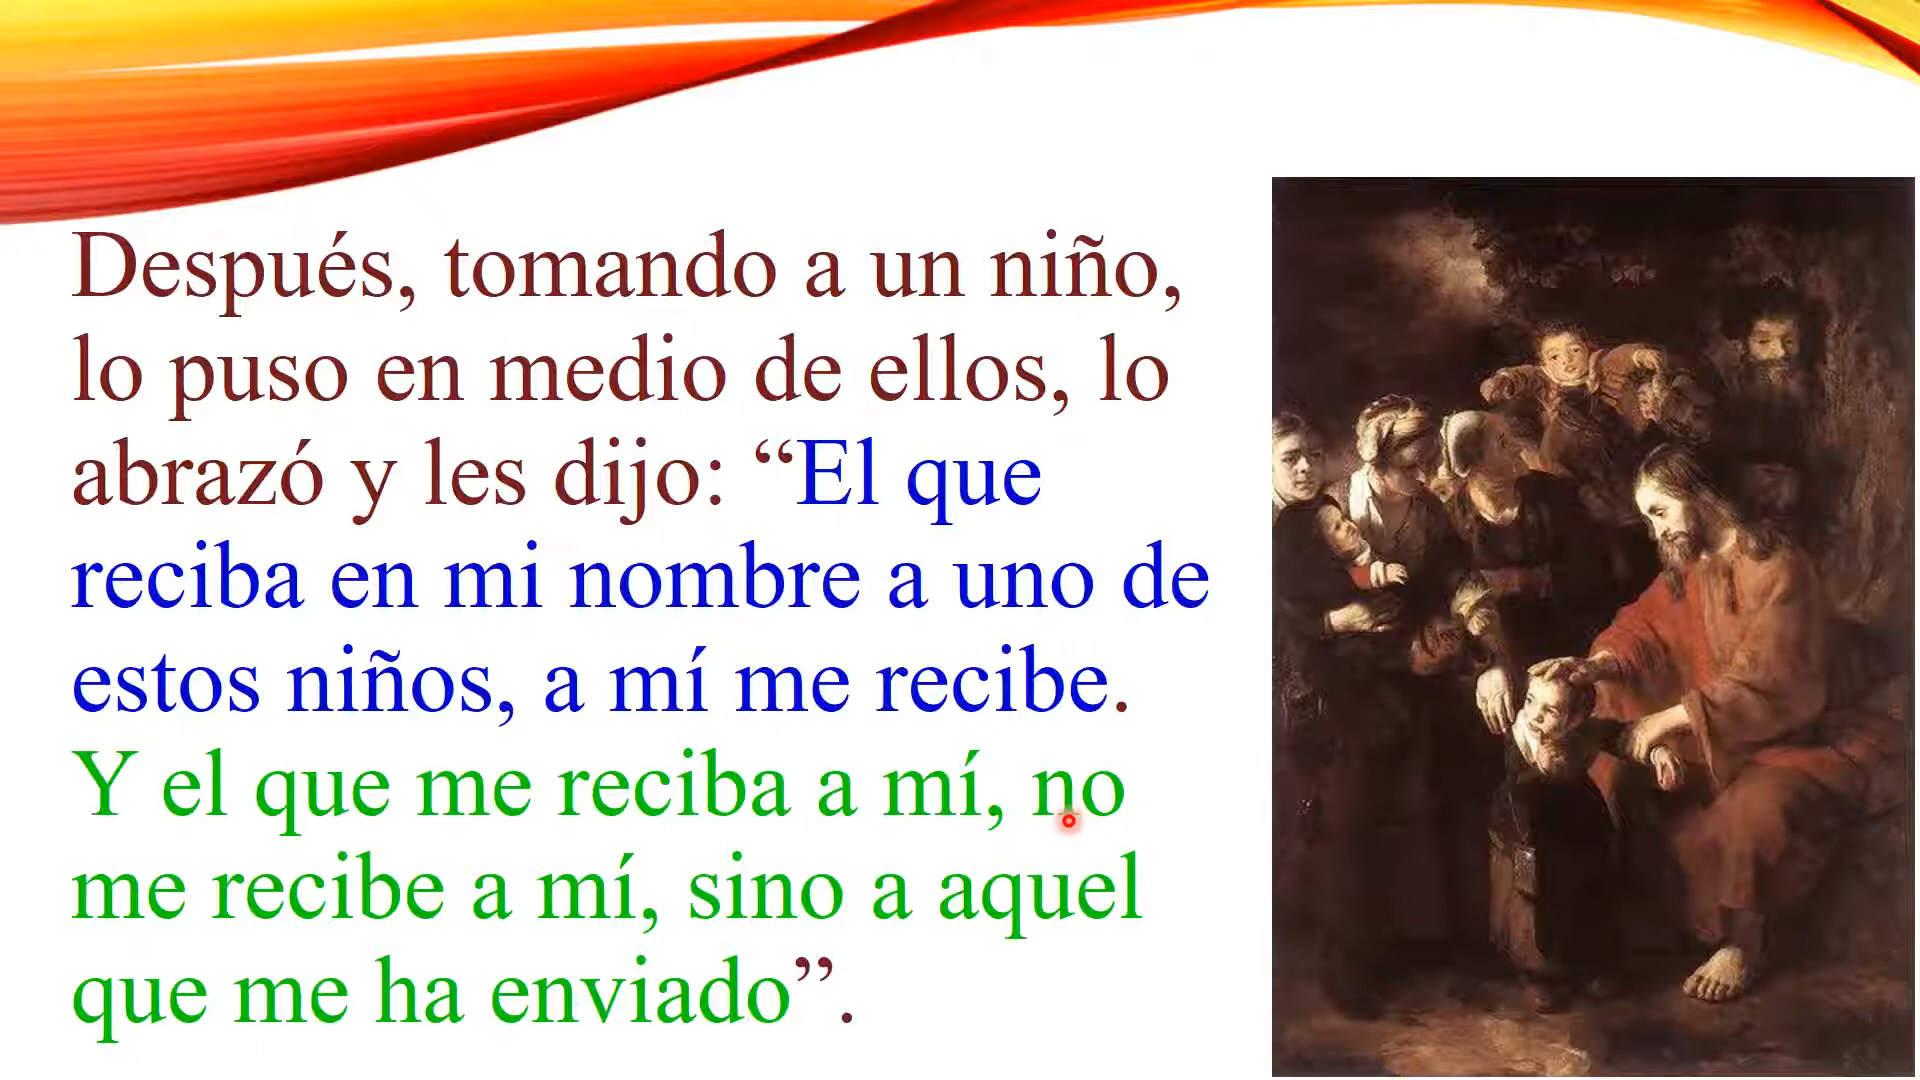 Después, tomando a un niño,
lo puso en medio de ellos, lo
abrazó y les dijo: “El que
reciba en mi nombre a uno de
estos niños, a mí me recibe.
Y el que me reciba a mí, no
me recibe a mí, sino a aquel
que me ha enviado”.